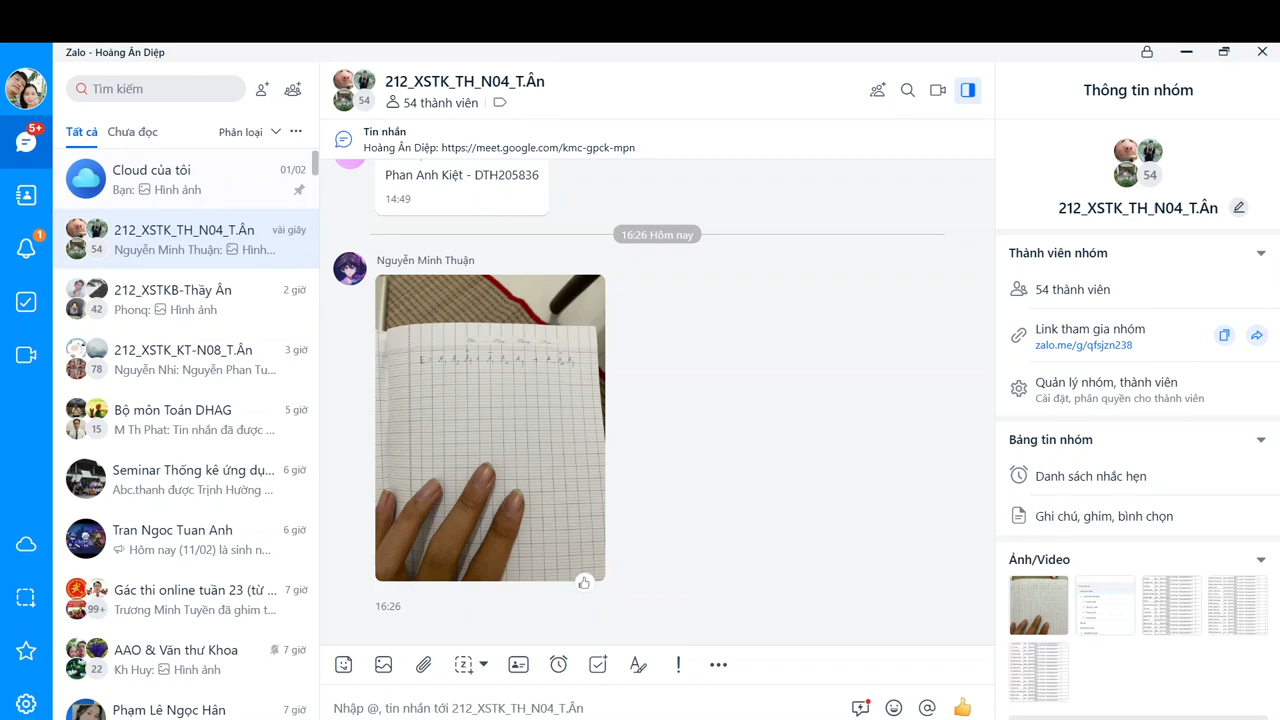 Zalo - Hoàng Ân Diệp
5+
1
Tìm kiếm
Tất cả
Chưa đọc
Phân loại
Cloud của tôi
01/02
Bạn: Hình ảnh
212_XSTK_TH_N04_T.Ân
vài giây
54
Nguyễn Minh Thuận: Hình...
212_XSTKB-Thầy Ân
2 giờ
42
Phong: Hình ảnh
212_XSTK_KT-N08_T.Ân
3 giờ
78
Nguyễn Nhi: Nguyễn Phan Tu...
Bộ môn Toán DHAG
5 giờ
15
M Th Phat: Tin nhắn đã được ...
Seminar Thống kê ứng dụ...
6 giờ
Abc.thanh được Trịnh Hường ...
Tran Ngoc Tuan Anh
6 giờ
Hôm nay (11/02) là sinh n...
Gác thi online tuần 23 (từ ...
7 giờ
99+
Trương Minh Tuyền đã ghim t...
AAO & Văn thư Khoa
7 giờ
22
Kh Huy: Hình ảnh
Phạm Lê Ngọc Hân
7 giờ
212_XSTK_TH_N04_T.Ân
54
54 thành viên
Tin nhắn
Hoàng Ân Diệp: https://meet.google.com/kmc-gpck-mpn
Phan Anh Kiệt - DTH205836
14:49
16:26 Hôm nay
Nguyễn Minh Thuận
16:26
@, tin nhắn tới 212_XSTK_TH_N04_T.Ân
Thông tin nhóm
54
212_XSTK_TH_N04_T.Ân
Thành viên nhóm
54 thành viên
Link tham gia nhóm
zalo.me/g/qfsjzn238
Quản lý nhóm, thành viên
Cài đặt, phân quyền cho thành viên
Bảng tin nhóm
Danh sách nhắc hẹn
Ghi chú, ghim, bình chọn
Ảnh/Video